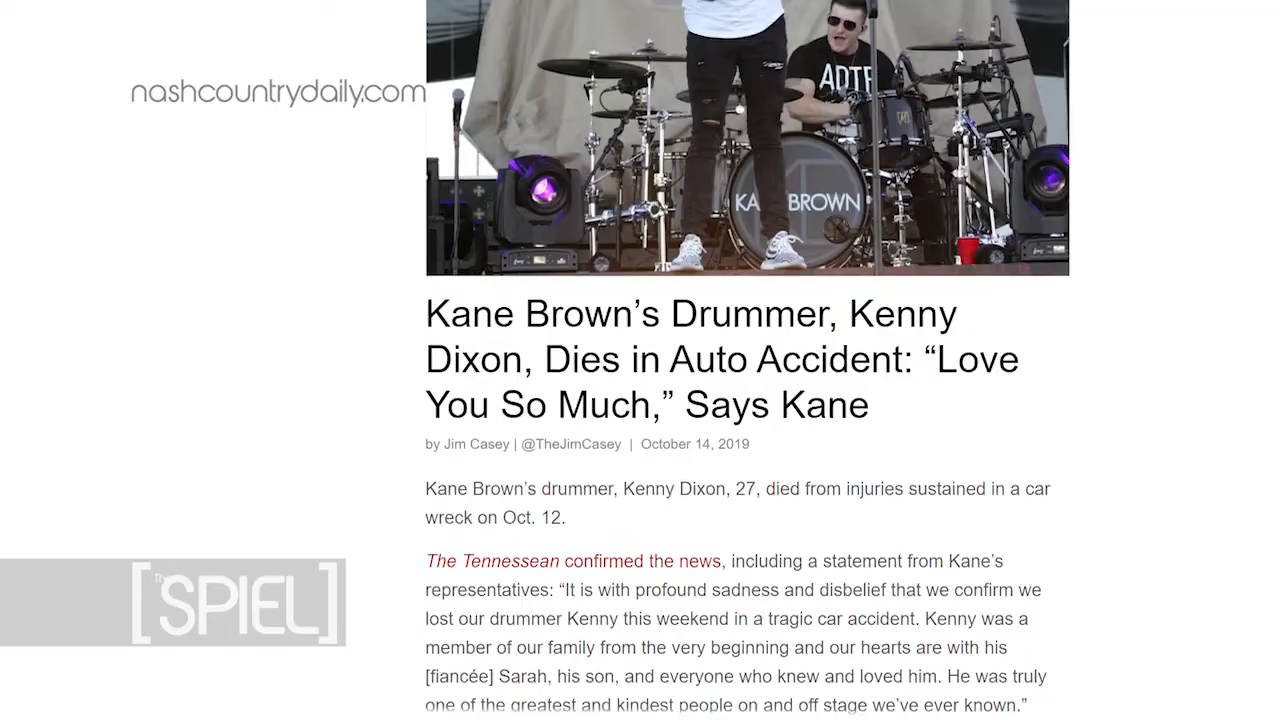 nashcountrydaily.com
ADTR
KANE BROWN
Kane Brown’s Drummer, Kenny
Dixon, Dies in Auto Accident: “Love
You So Much,” Says Kane
by Jim Casey | @TheJimCasey | October 14, 2019
Kane Brown’s drummer, Kenny Dixon, 27, died from injuries sustained in a car
wreck on Oct. 12.
The Tennessean confirmed the news, including a statement from Kane’s
representatives: “It is with profound sadness and disbelief that we confirm we
lost our drummer Kenny this weekend in a tragic car accident. Kenny was a
member of our family from the very beginning and our hearts are with his
[fiancée] Sarah, his son, and everyone who knew and loved him. He was truly
one of the greatest and kindest people on and off stage we’ve ever known.”
[The SPIEL]